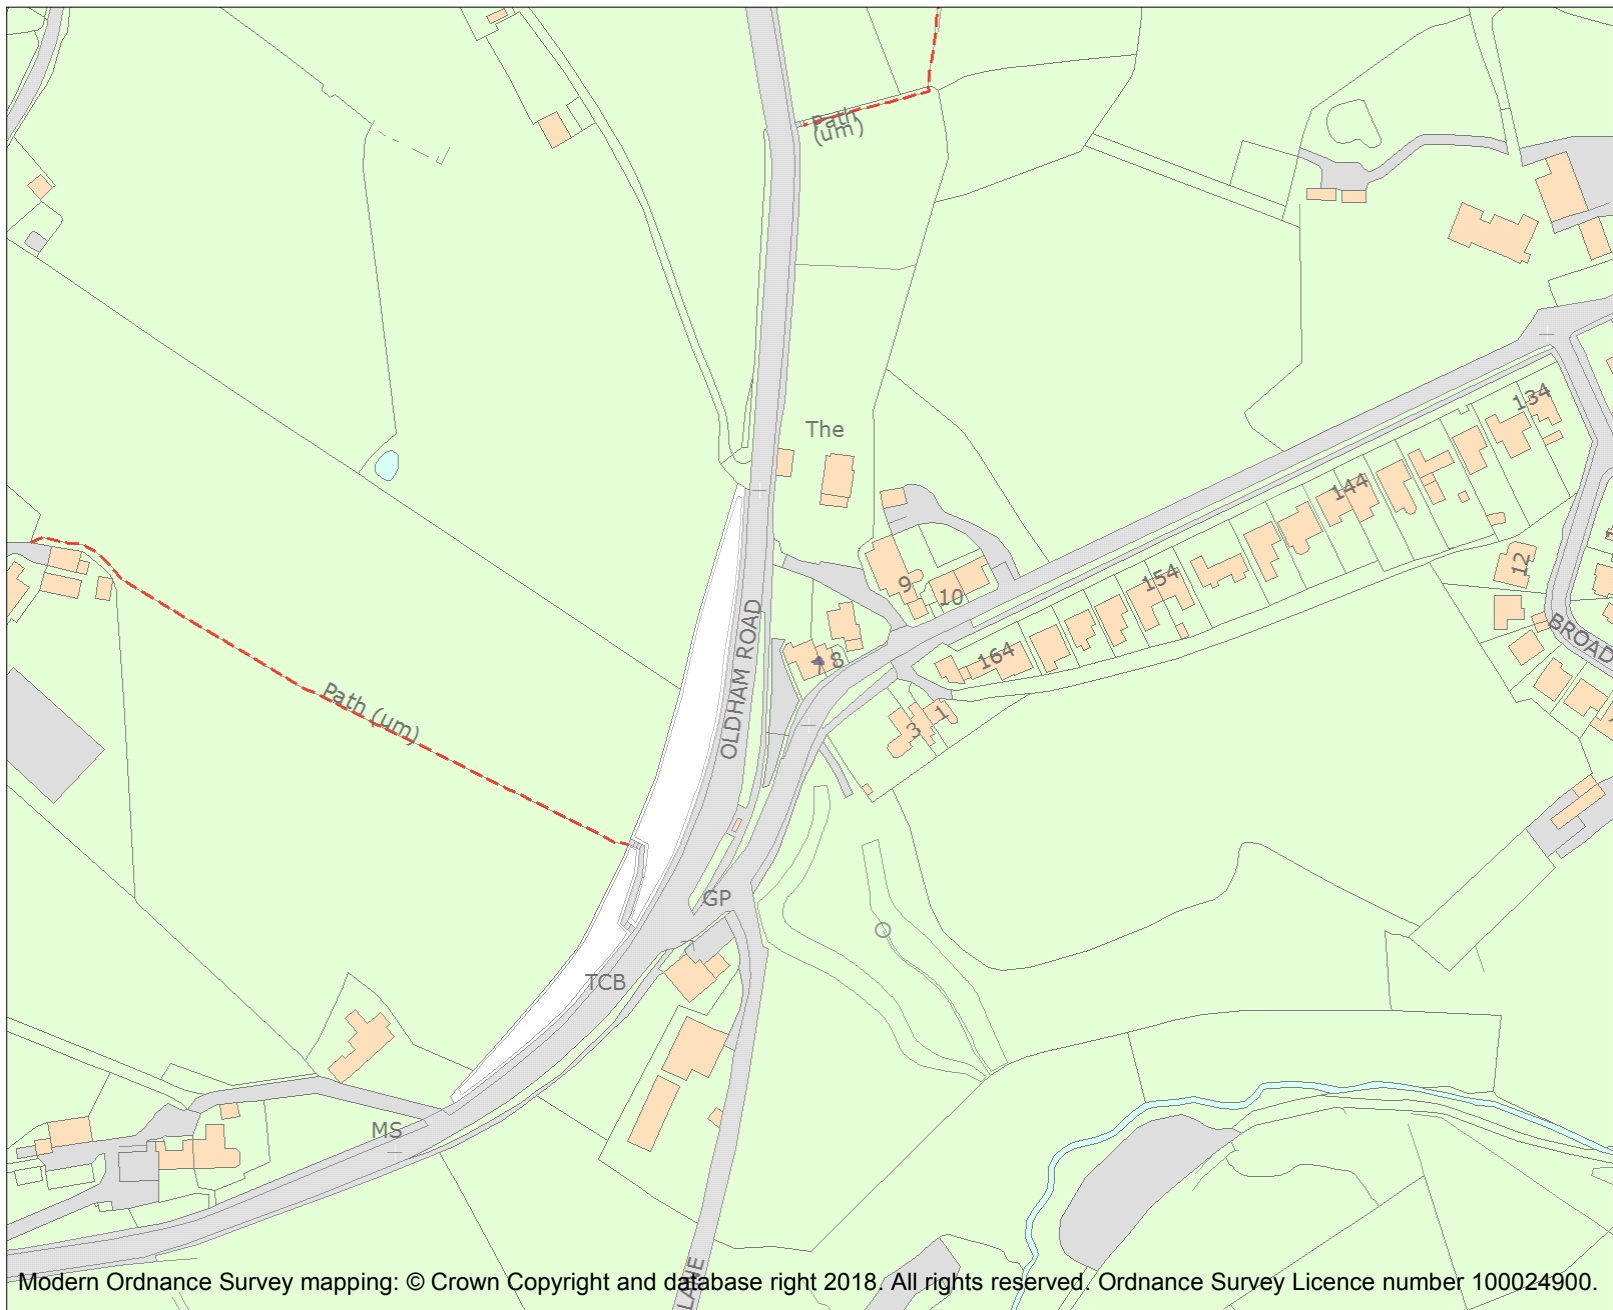 Path
(um)
134
The
144
12
154
9
10
OLDHAM ROAD
BROAD
164
8
1
3
Path (um)
GP
TCB
MS
LANE
Modern Ordnance Survey mapping: © Crown Copyright and database right 2018. All rights reserved. Ordnance Survey Licence number 100024900.